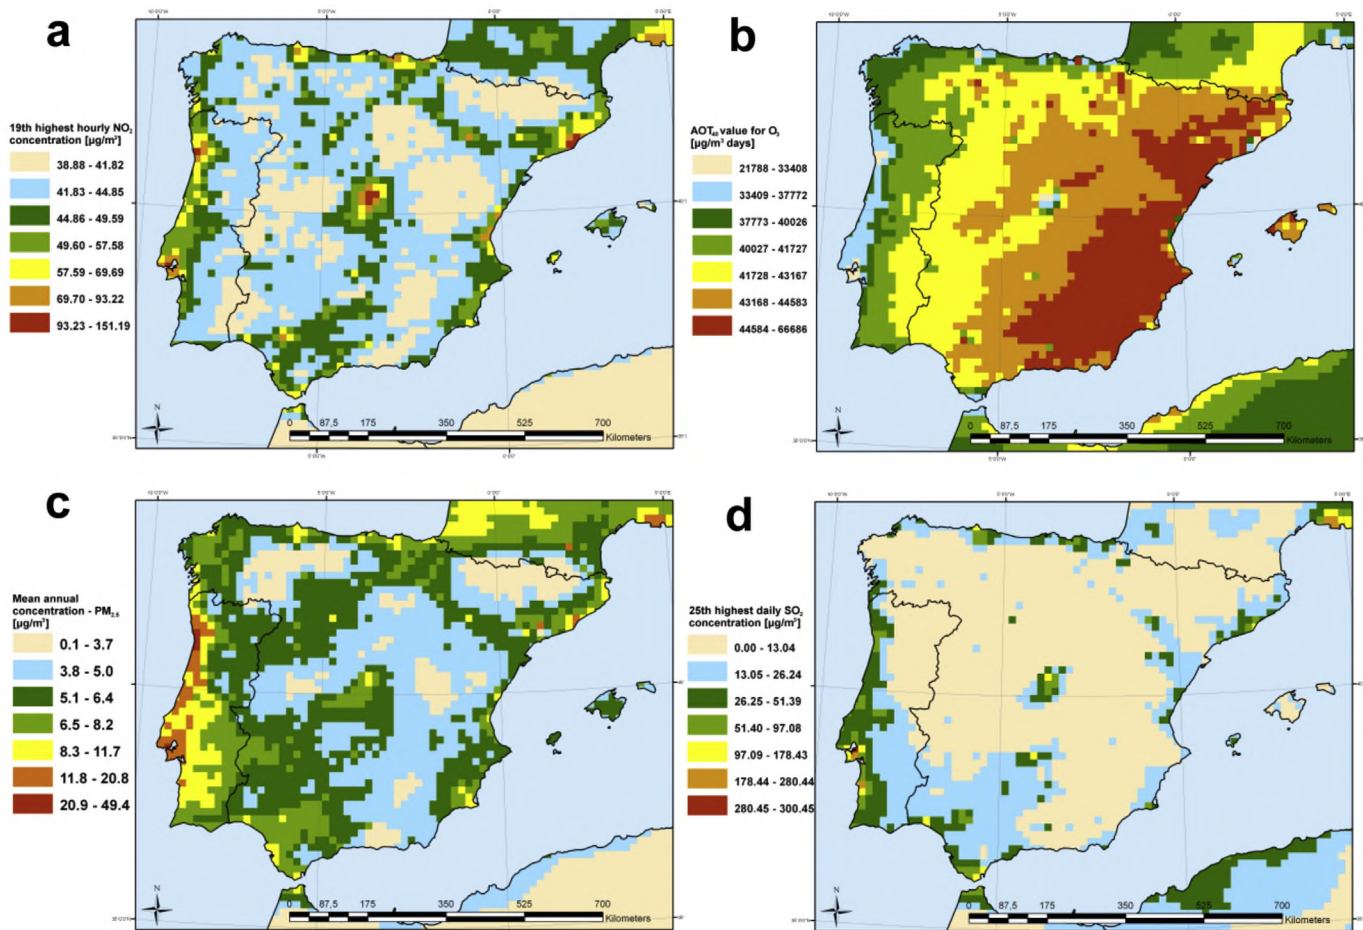 a
19th highest hourly NO₂
concentration [µg/m³]
38.88 - 41.82
41.83 - 44.85
44.86 - 49.59
49.60 - 57.58
57.59 - 69.69
69.70 - 93.22
93.23 - 151.19
N
0 87,5 175 350 525 700
Kilometers
b
AOT₄₀ value for O₃
[µg/m³ days]
21788 - 33408
33409 - 37772
37773 - 40026
40027 - 41727
41728 - 43167
43168 - 44583
44584 - 66686
N
0 87,5 175 350 525 700
Kilometers
c
Mean annual
concentration - PM₂.₅
[µg/m³]
0.1 - 3.7
3.8 - 5.0
5.1 - 6.4
6.5 - 8.2
8.3 - 11.7
11.8 - 20.8
20.9 - 49.4
N
0 87,5 175 350 525 700
Kilometers
d
25th highest daily SO₂
concentration [µg/m³]
0.00 - 13.04
13.05 - 26.24
26.25 - 51.39
51.40 - 97.08
97.09 - 178.43
178.44 - 280.44
280.45 - 300.45
N
0 87,5 175 350 525 700
Kilometers